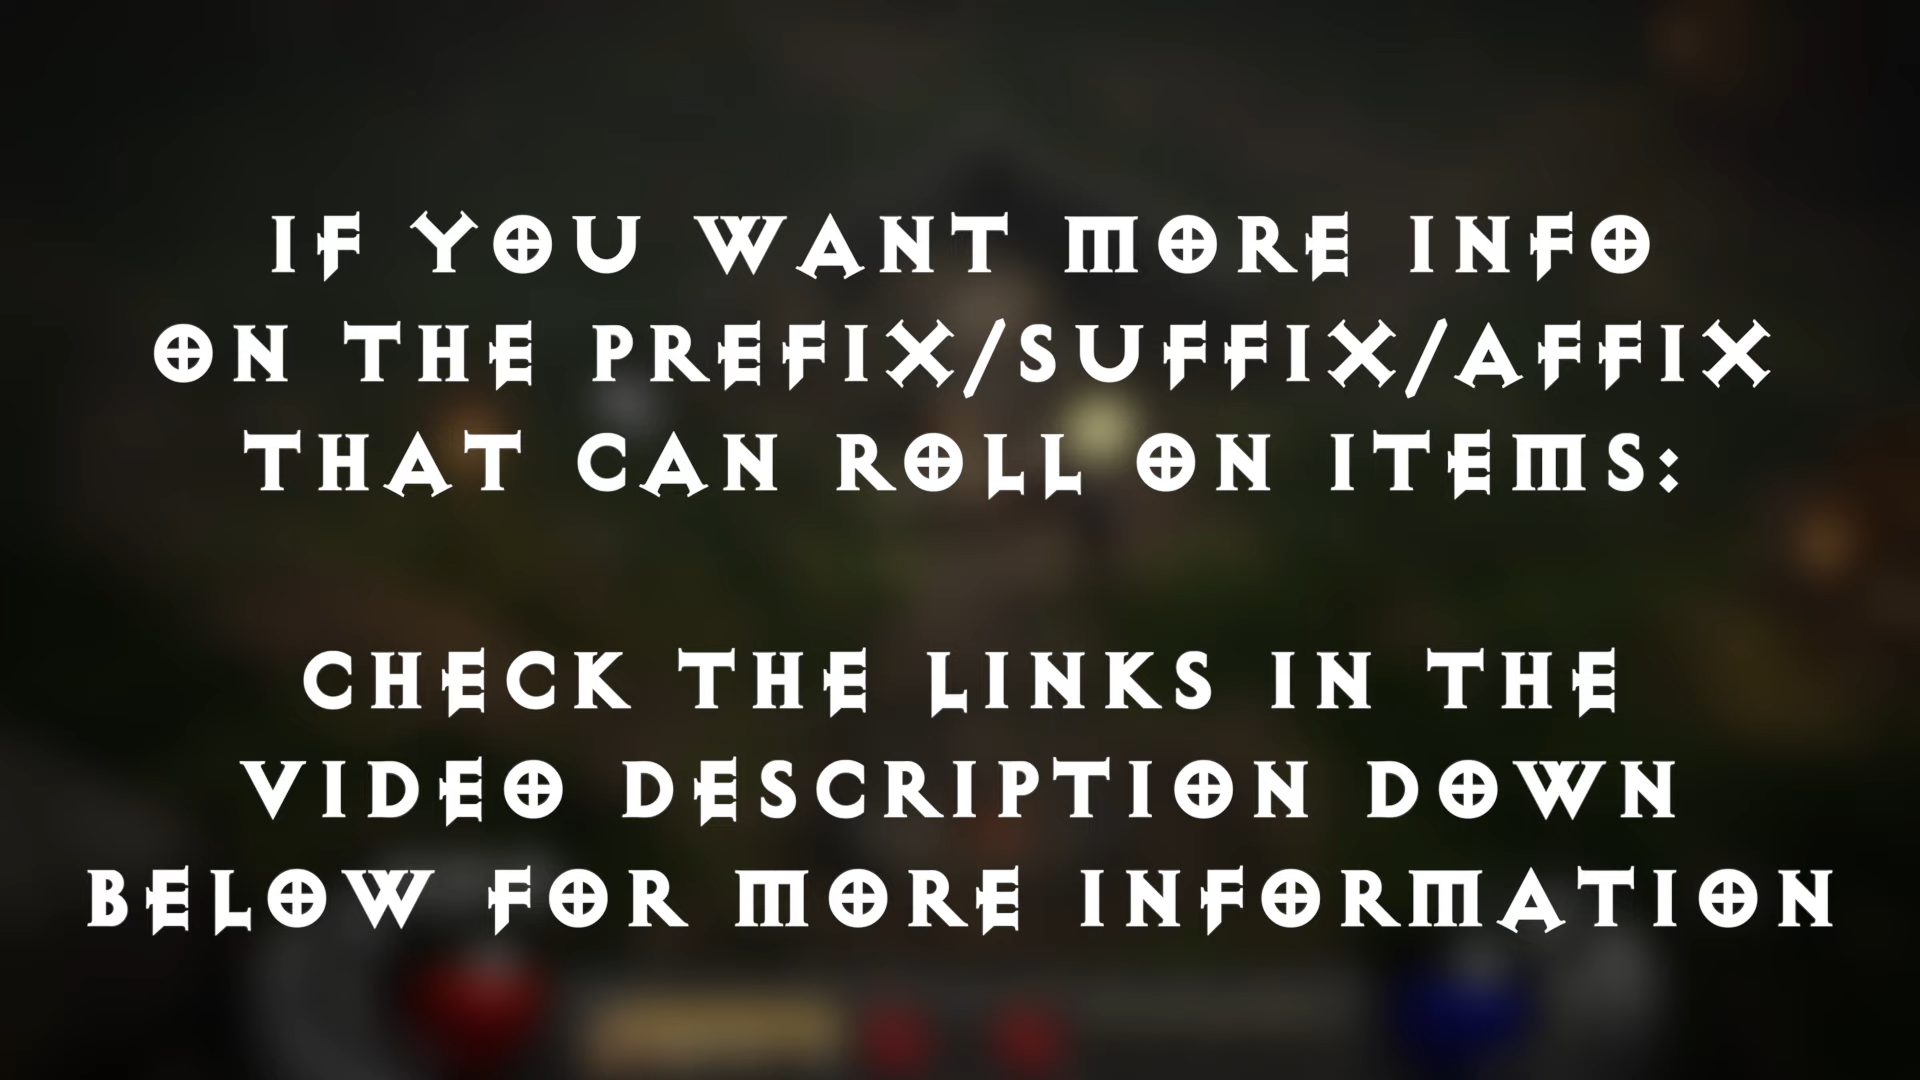 IF YOU WANT MORE INFO
ON THE PREFIX/SUFFIX/AFFIX
THAT CAN ROLL ON ITEMS:
CHECK THE LINKS IN THE
VIDEO DESCRIPTION DOWN
BELOW FOR MORE INFORMATION